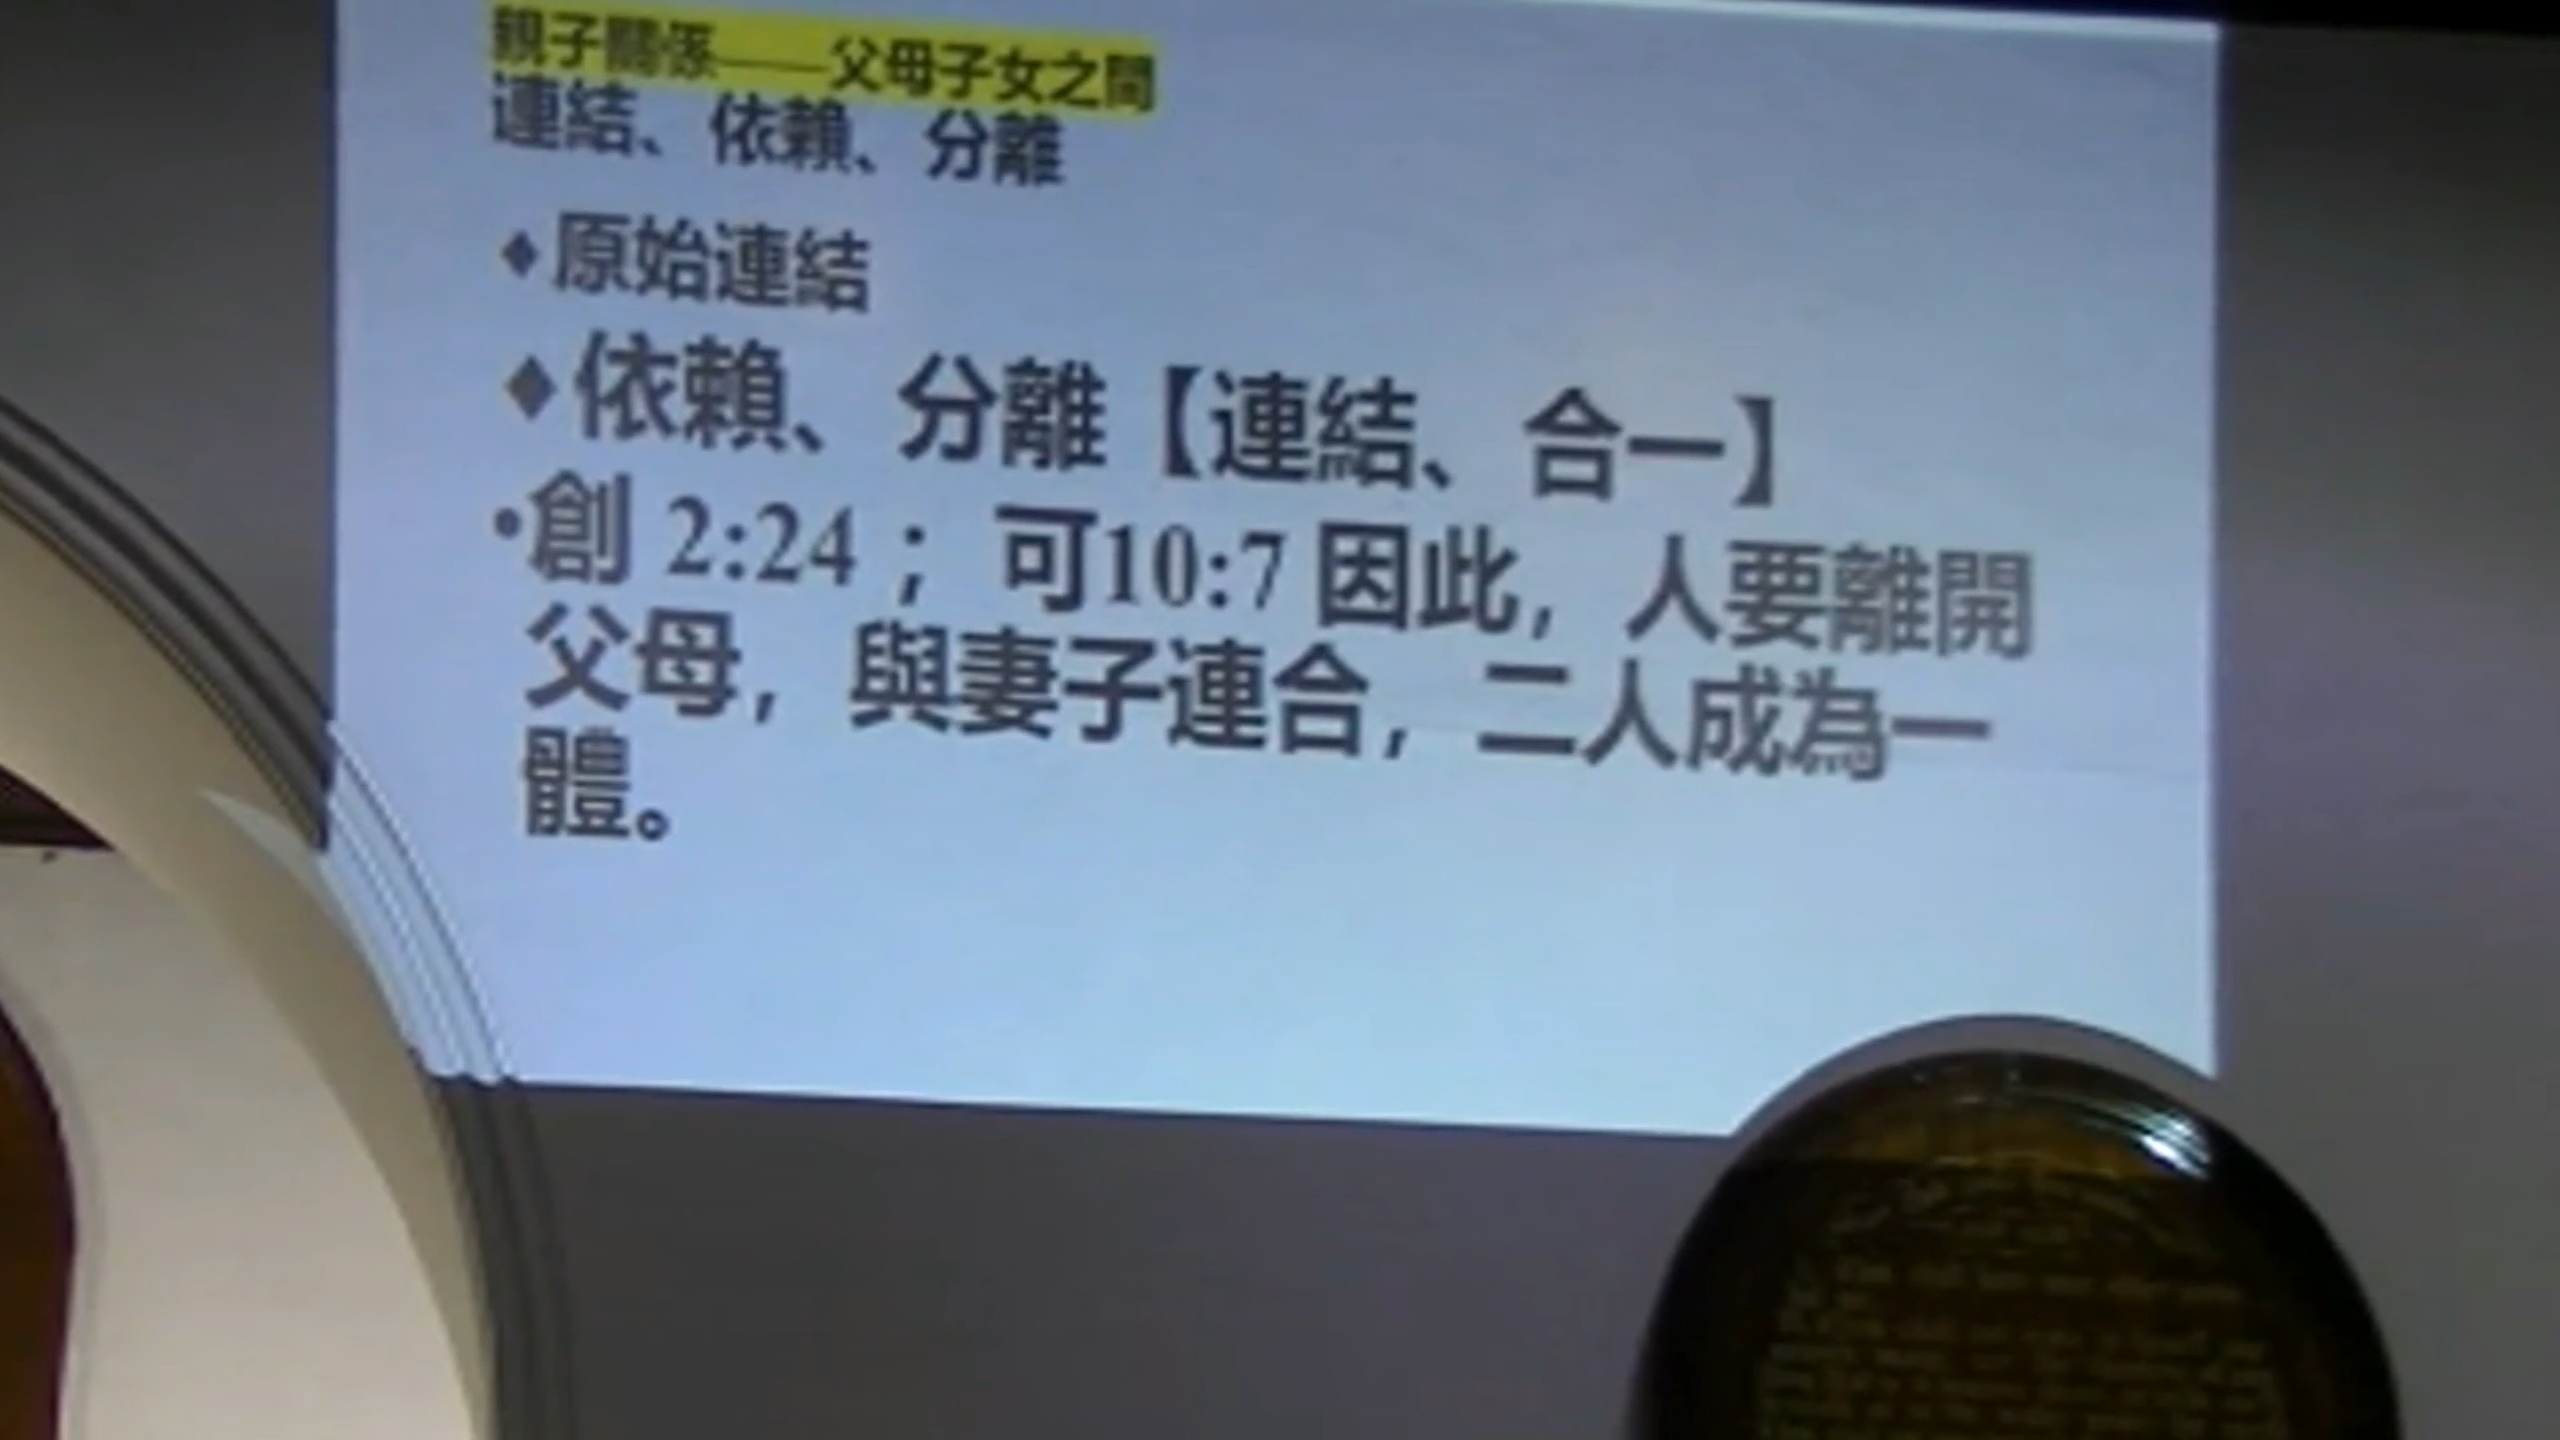 親子關係——父母子女之間
連結、依賴、分離
♦原始連結
♦依賴、分離【連結、合一】
•創 2:24；可10:7 因此，人要離開
父母，與妻子連合，二人成為一
體。